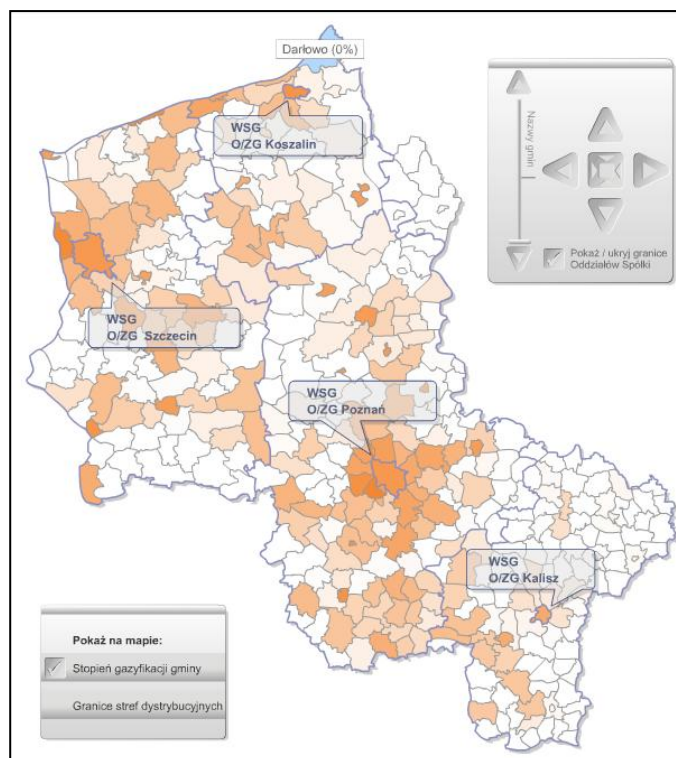 Darłowo (0%)
WSG
O/ZG Koszalin
Nazwy gmin
Pokaż / ukryj granice
Oddziałów Spółki
WSG
O/ZG Szczecin
WSG
O/ZG Poznań
WSG
O/ZG Kalisz
Pokaż na mapie:
Stopień gazyfikacji gminy
Granice stref dystrybucyjnych